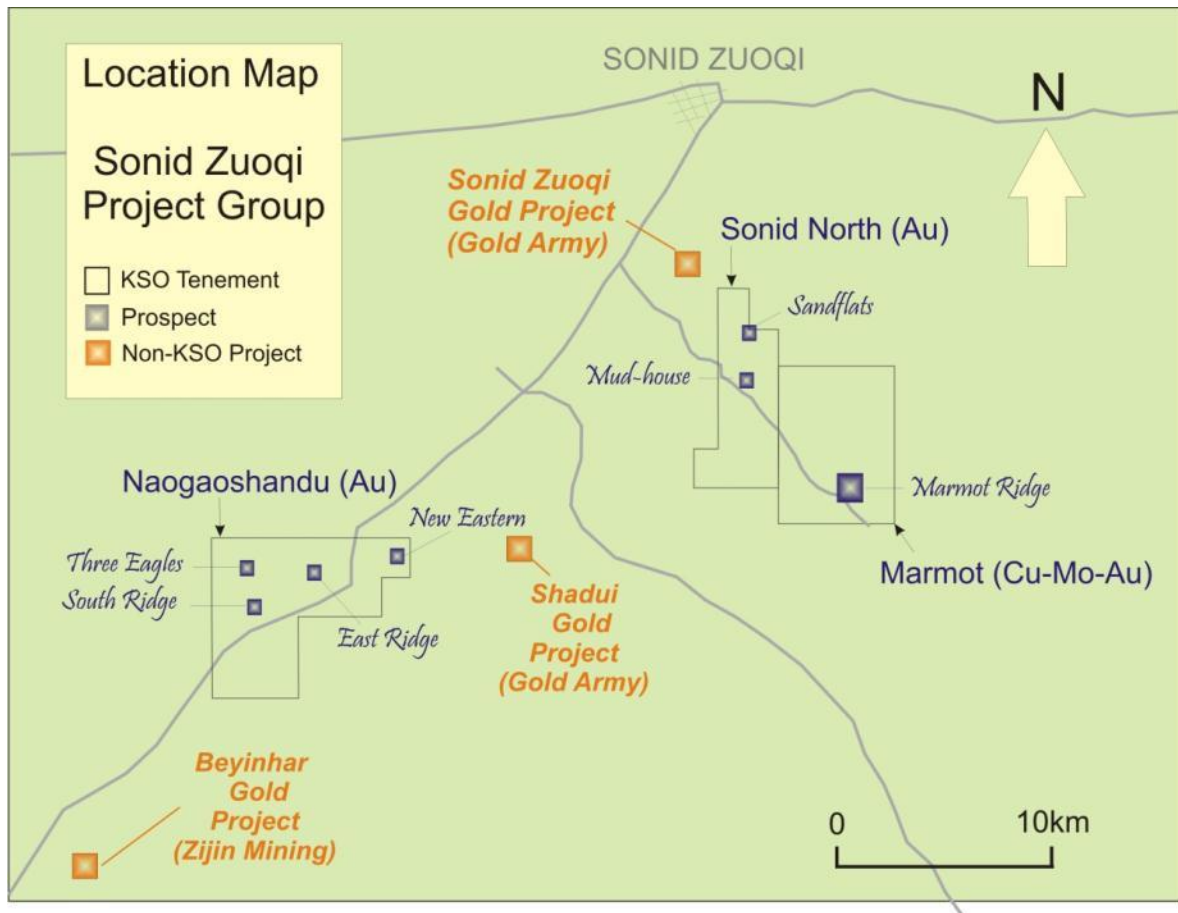 Location Map
Sonid Zuoqi
Project Group
KSO Tenement
Prospect
Non-KSO Project
SONID ZUOQI
N
Sonid Zuoqi
Gold Project
(Gold Army)
Sonid North (Au)
Sandflats
Mud-house
Marmot Ridge
Marmot (Cu-Mo-Au)
Naogaoshandu (Au)
New Eastern
Three Eagles
South Ridge
East Ridge
Shadui
Gold
Project
(Gold Army)
Beyinhar
Gold
Project
(Zijin Mining)
0 10km